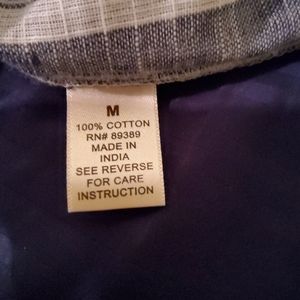 M
100% COTTON
RN# 89389
MADE IN
INDIA
SEE REVERSE
FOR CARE
INSTRUCTION